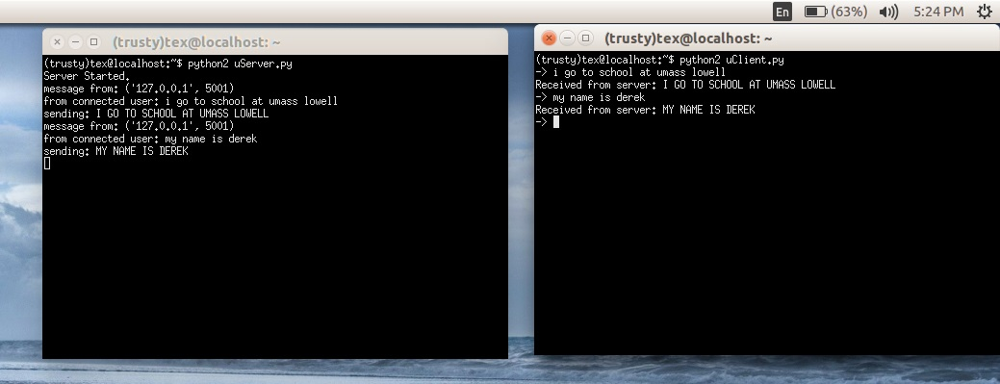 En (63%) 5:24 PM
(trusty)tex@localhost: ~
(trusty)tex@localhost:~$ python2 uServer.py
Server Started.
message from: ('127.0.0.1', 5001)
from connected user: i go to school at umass lowell
sending: I GO TO SCHOOL AT UMASS LOWELL
message from: ('127.0.0.1', 5001)
from connected user: my name is derek
sending: MY NAME IS DEREK
(trusty)tex@localhost: ~
(trusty)tex@localhost:~$ python2 uClient.py
-> i go to school at umass lowell
Received from server: I GO TO SCHOOL AT UMASS LOWELL
-> my name is derek
Received from server: MY NAME IS DEREK
->